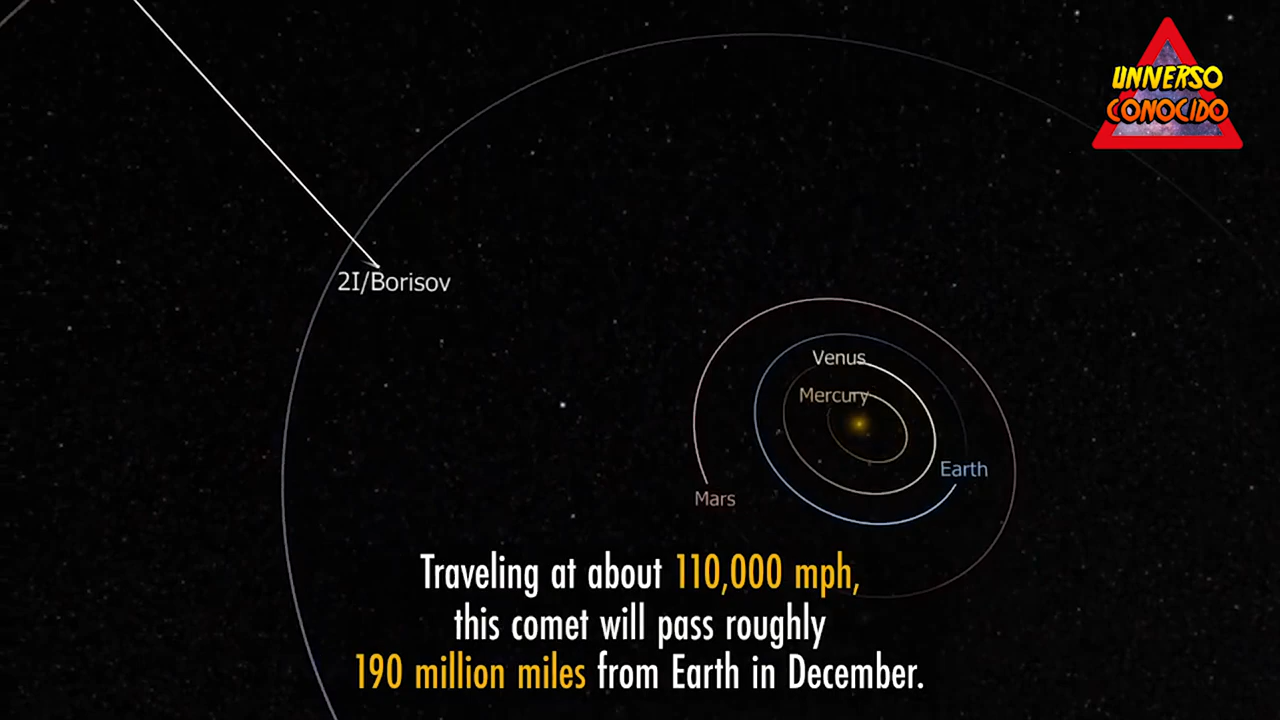 UNIVERSO
CONOCIDO
2I/Borisov
Venus
Mercury
Earth
Mars
Traveling at about 110,000 mph,
this comet will pass roughly
190 million miles from Earth in December.